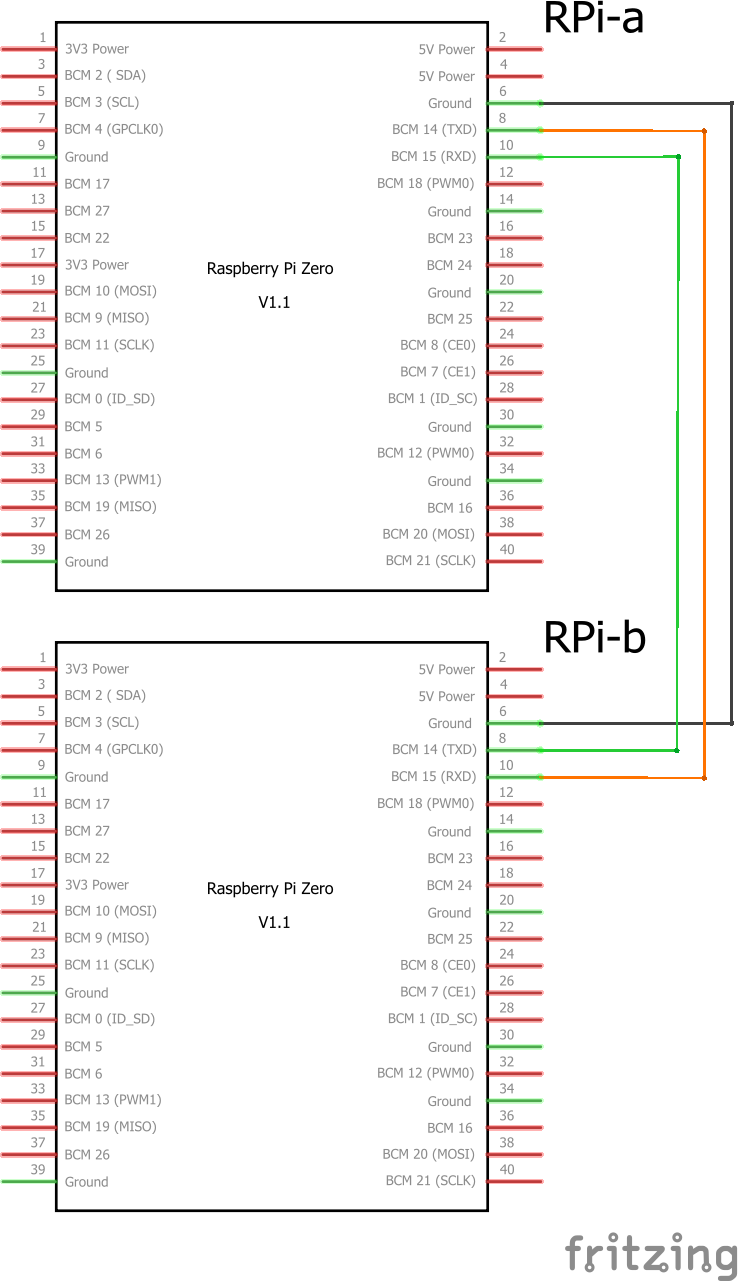 RPi-a
1 3V3 Power 5V Power 2
3 BCM 2 ( SDA) 5V Power 4
5 BCM 3 (SCL) Ground 6
7 BCM 4 (GPCLK0) BCM 14 (TXD) 8
9 Ground BCM 15 (RXD) 10
11 BCM 17 BCM 18 (PWM0) 12
13 BCM 27 Ground 14
15 BCM 22 BCM 23 16
17 3V3 Power BCM 24 18
Raspberry Pi Zero
19 BCM 10 (MOSI) Ground 20
V1.1
21 BCM 9 (MISO) BCM 25 22
23 BCM 11 (SCLK) BCM 8 (CE0) 24
25 Ground BCM 7 (CE1) 26
27 BCM 0 (ID_SD) BCM 1 (ID_SC) 28
29 BCM 5 Ground 30
31 BCM 6 BCM 12 (PWM0) 32
33 BCM 13 (PWM1) Ground 34
35 BCM 19 (MISO) BCM 16 36
37 BCM 26 BCM 20 (MOSI) 38
39 Ground BCM 21 (SCLK) 40
RPi-b
1 3V3 Power 5V Power 2
3 BCM 2 ( SDA) 5V Power 4
5 BCM 3 (SCL) Ground 6
7 BCM 4 (GPCLK0) BCM 14 (TXD) 8
9 Ground BCM 15 (RXD) 10
11 BCM 17 BCM 18 (PWM0) 12
13 BCM 27 Ground 14
15 BCM 22 BCM 23 16
17 3V3 Power BCM 24 18
Raspberry Pi Zero
19 BCM 10 (MOSI) Ground 20
V1.1
21 BCM 9 (MISO) BCM 25 22
23 BCM 11 (SCLK) BCM 8 (CE0) 24
25 Ground BCM 7 (CE1) 26
27 BCM 0 (ID_SD) BCM 1 (ID_SC) 28
29 BCM 5 Ground 30
31 BCM 6 BCM 12 (PWM0) 32
33 BCM 13 (PWM1) Ground 34
35 BCM 19 (MISO) BCM 16 36
37 BCM 26 BCM 20 (MOSI) 38
39 Ground BCM 21 (SCLK) 40
fritzing